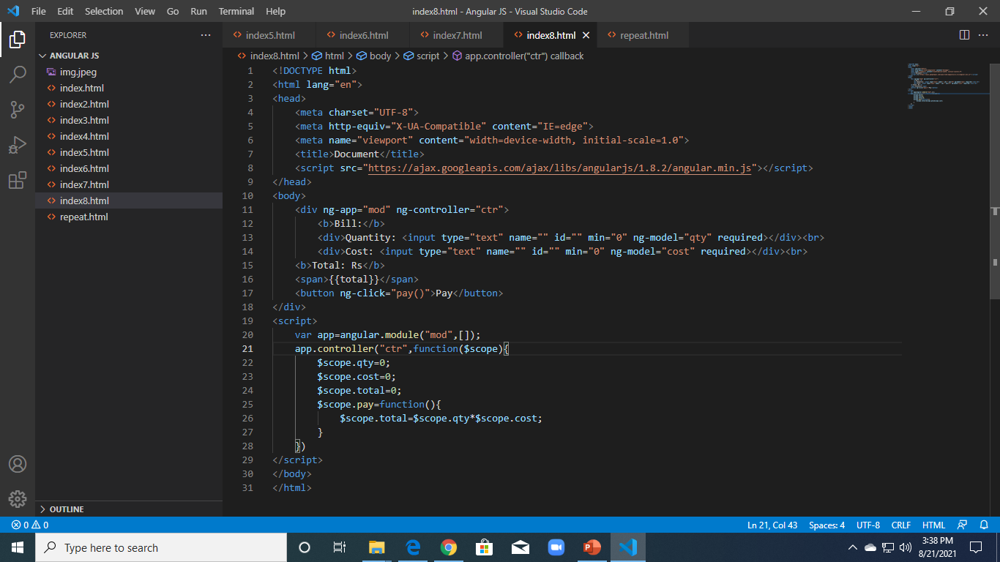 File Edit Selection View Go Run Terminal Help index8.html - Angular JS - Visual Studio Code
EXPLORER
ANGULAR JS
img.jpeg
index.html
index2.html
index3.html
index4.html
index5.html
index6.html
index7.html
index8.html
repeat.html
OUTLINE
index5.html index6.html index7.html index8.html repeat.html
index8.html > html > body > script > app.controller("ctr") callback
1 <!DOCTYPE html>
2 <html lang="en">
3 <head>
4     <meta charset="UTF-8">
5     <meta http-equiv="X-UA-Compatible" content="IE=edge">
6     <meta name="viewport" content="width=device-width, initial-scale=1.0">
7     <title>Document</title>
8     <script src="https://ajax.googleapis.com/ajax/libs/angularjs/1.8.2/angular.min.js"></script>
9 </head>
10 <body>
11     <div ng-app="mod" ng-controller="ctr">
12         <b>Bill:</b>
13         <div>Quantity: <input type="text" name="" id="" min="0" ng-model="qty" required></div><br>
14         <div>Cost: <input type="text" name="" id="" min="0" ng-model="cost" required></div><br>
15     <b>Total: Rs</b>
16     <span>{{total}}</span>
17     <button ng-click="pay()">Pay</button>
18 </div>
19 <script>
20     var app=angular.module("mod",[]);
21     app.controller("ctr",function($scope){
22         $scope.qty=0;
23         $scope.cost=0;
24         $scope.total=0;
25         $scope.pay=function(){
26             $scope.total=$scope.qty*$scope.cost;
27         }
28     })
29 </script>
30 </body>
31 </html>
0 0 Ln 21, Col 43 Spaces: 4 UTF-8 CRLF HTML
Type here to search
3:38 PM
8/21/2021